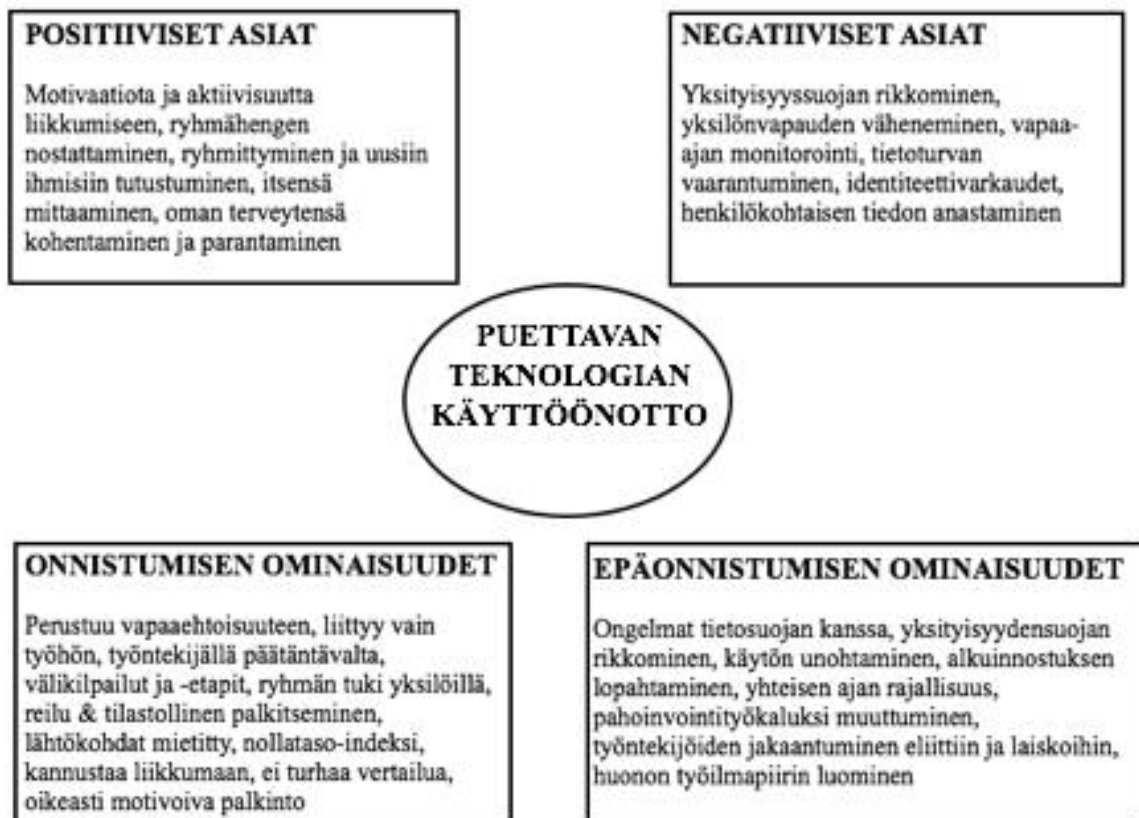 POSITIIVISET ASIAT
Motivaatiota ja aktiivisuutta
liikkumiseen, ryhmähengen
nostattaminen, ryhmittyminen ja uusiin
ihmisiin tutustuminen, itsensä
mittaaminen, oman terveytensä
kohentaminen ja parantaminen
NEGATIIVISET ASIAT
Yksityisyyssuojan rikkominen,
yksilönvapauden väheneminen, vapaa-
ajan monitorointi, tietoturvan
vaarantuminen, identiteettivarkaudet,
henkilökohtaisen tiedon anastaminen
PUETTAVAN
TEKNOLOGIAN
KÄYTTÖÖNOTTO
ONNISTUMISEN OMINAISUUDET
Perustuu vapaaehtoisuuteen, liittyy vain
työhön, työntekijällä päätäntävalta,
välikilpailut ja -etapit, ryhmän tuki yksilöillä,
reilu & tilastollinen palkitseminen,
lähtökohdat mietitty, nollataso-indeksi,
kannustaa liikkumaan, ei turhaa vertailua,
oikeasti motivoiva palkinto
EPÄONNISTUMISEN OMINAISUUDET
Ongelmat tietosuojan kanssa, yksityisyydensuojan
rikkominen, käytön unohtaminen, alkuinnostuksen
lopahtaminen, yhteisen ajan rajallisuus,
pahoinvointityökaluksi muuttuminen,
työntekijöiden jakaantuminen eliittiin ja laiskoihin,
huonon työilmapiirin luominen